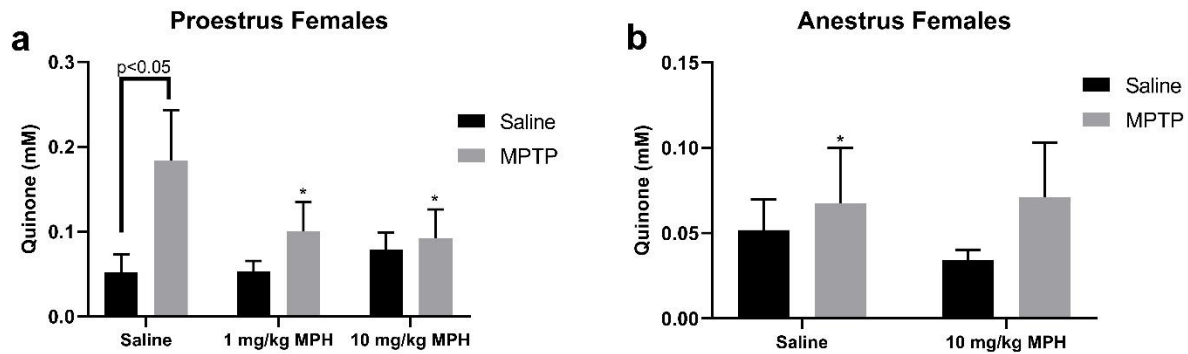 a
Proestrus Females
Quinone (mM)
0.3
0.2
0.1
0.0
p<0.05
*
*
Saline
1 mg/kg MPH
10 mg/kg MPH
Saline
MPTP
b
Anestrus Females
Quinone (mM)
0.15
0.10
0.05
0.00
*
Saline
10 mg/kg MPH
Saline
MPTP